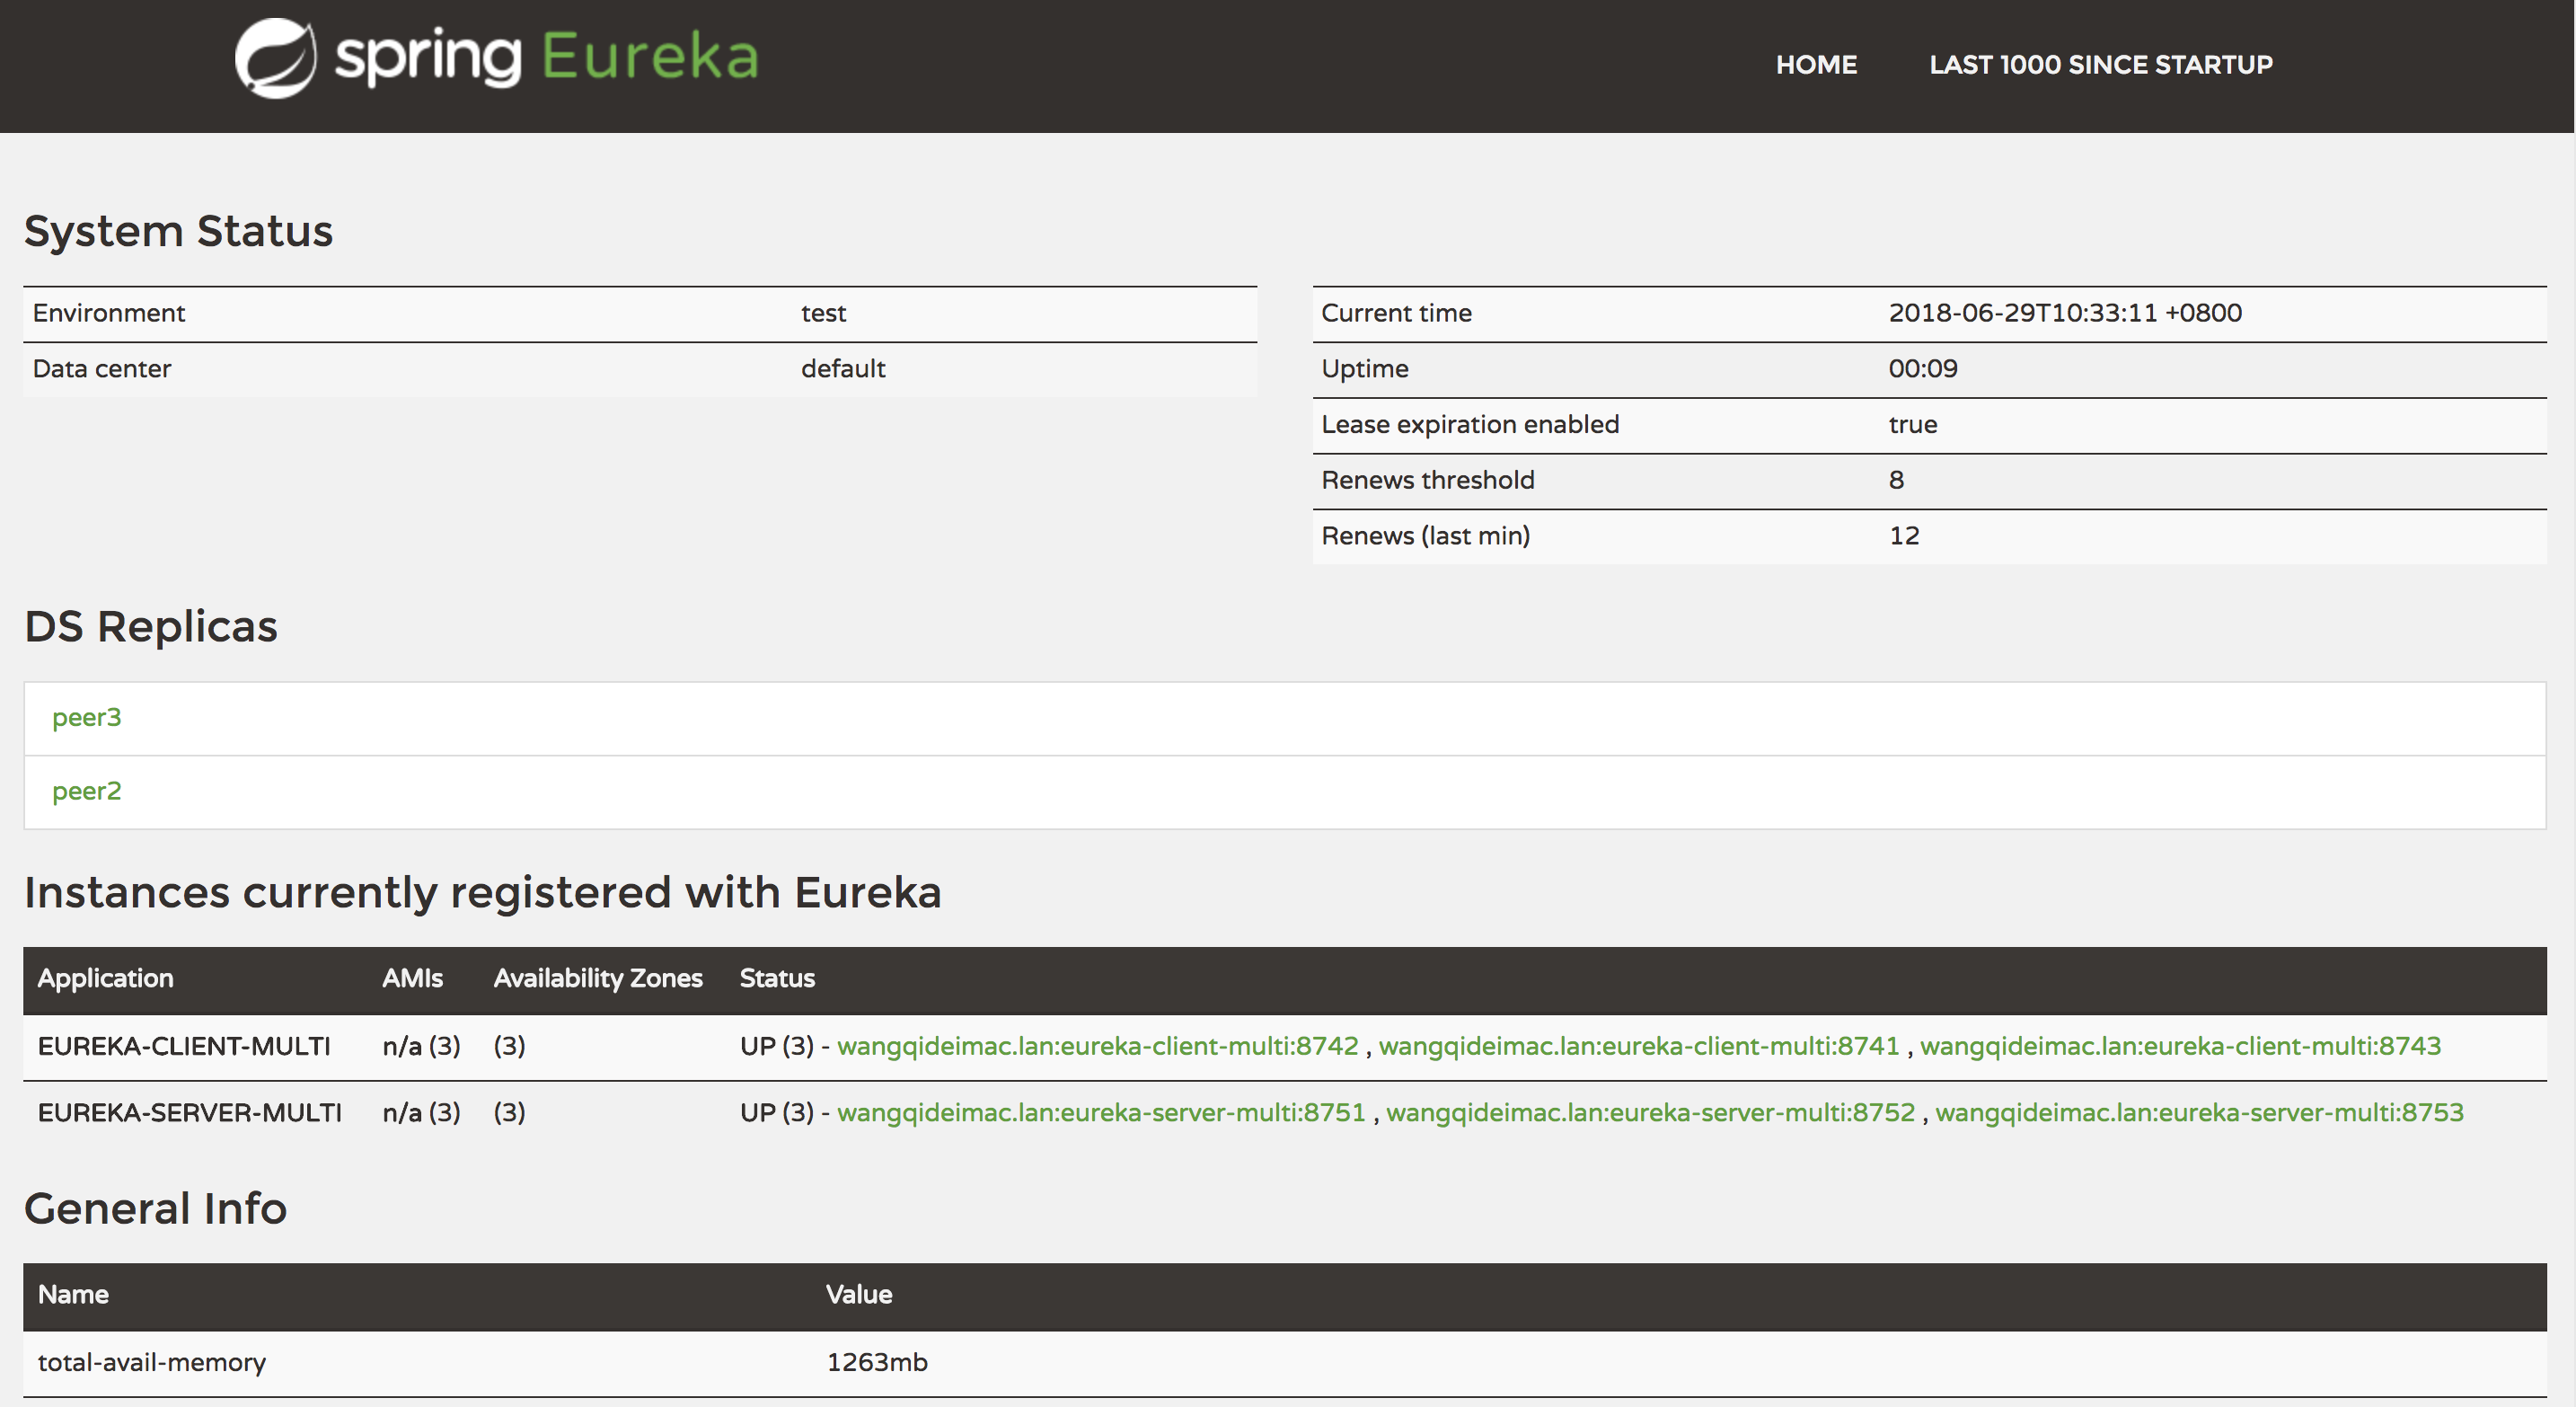 spring Eureka
HOME LAST 1000 SINCE STARTUP
System Status
Environment test
Data center default
Current time 2018-06-29T10:33:11 +0800
Uptime 00:09
Lease expiration enabled true
Renews threshold 8
Renews (last min) 12
DS Replicas
peer3
peer2
Instances currently registered with Eureka
Application AMIs Availability Zones Status
EUREKA-CLIENT-MULTI n/a (3) (3) UP (3) - wangqideimac.lan:eureka-client-multi:8742 , wangqideimac.lan:eureka-client-multi:8741 , wangqideimac.lan:eureka-client-multi:8743
EUREKA-SERVER-MULTI n/a (3) (3) UP (3) - wangqideimac.lan:eureka-server-multi:8751 , wangqideimac.lan:eureka-server-multi:8752 , wangqideimac.lan:eureka-server-multi:8753
General Info
Name Value
total-avail-memory 1263mb